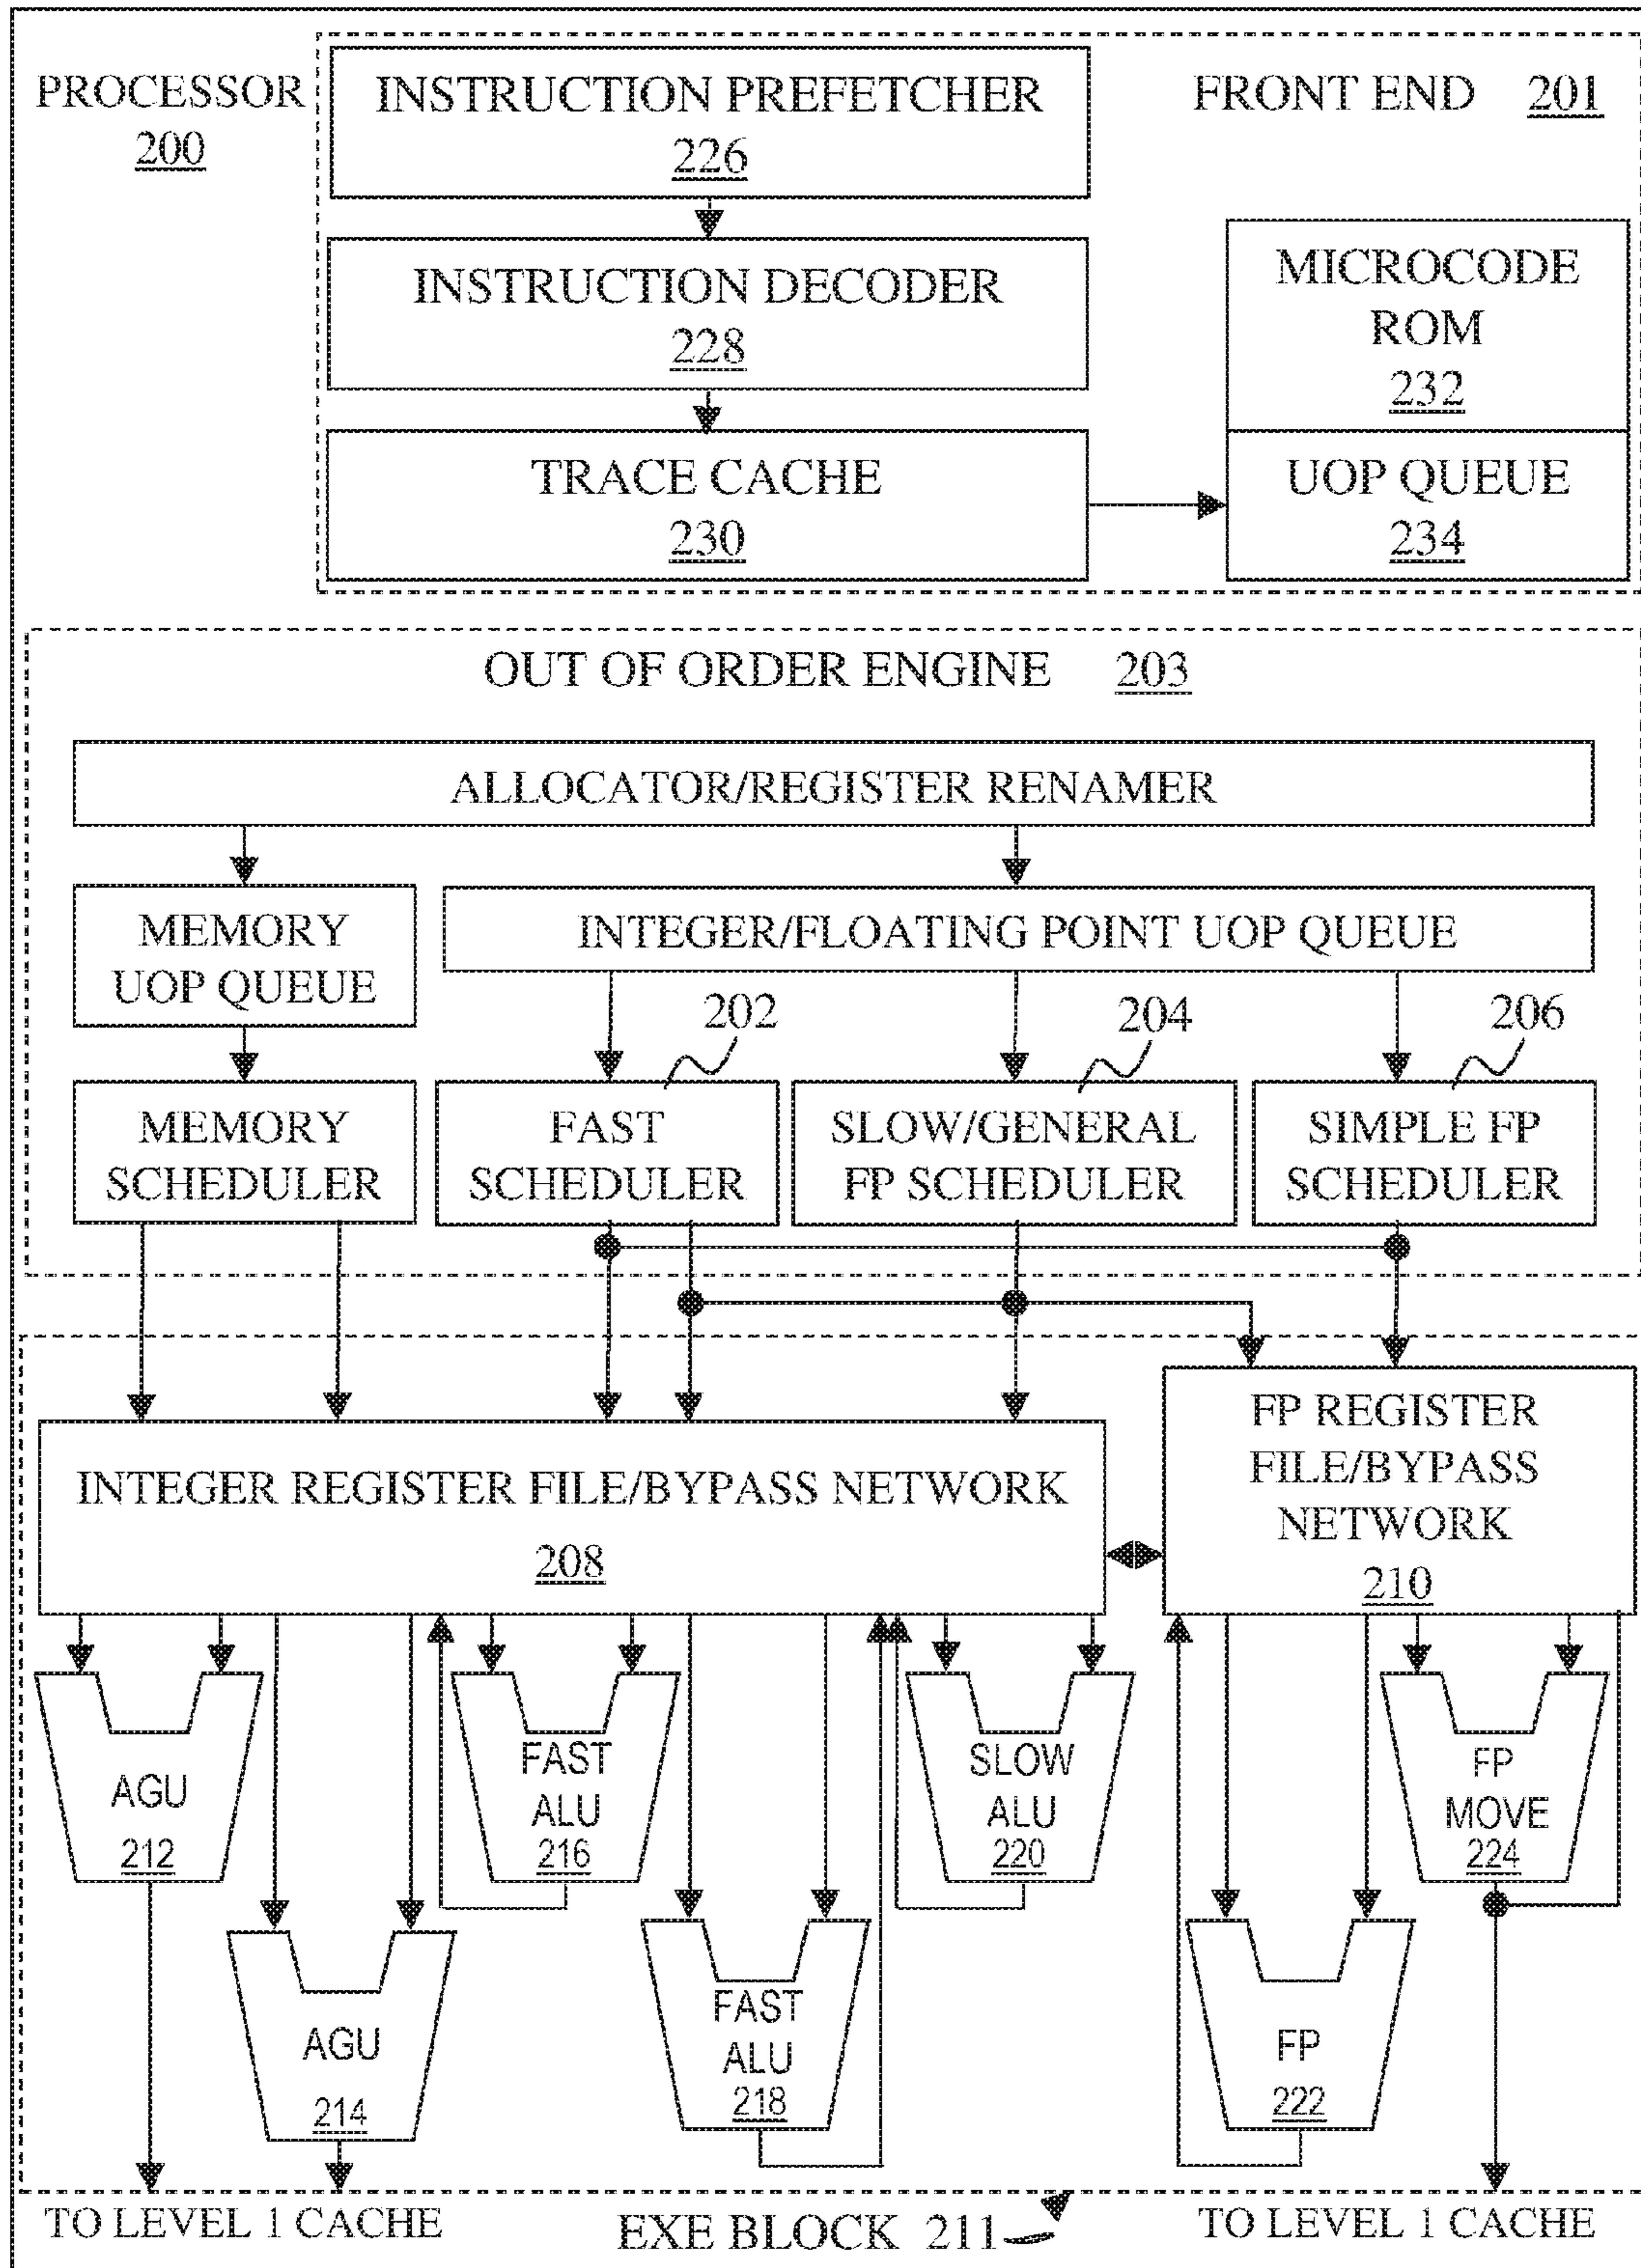 PROCESSOR
200
INSTRUCTION PREFETCHER
226
FRONT END 201
INSTRUCTION DECODER
228
MICROCODE
ROM
232
TRACE CACHE
230
UOP QUEUE
234
OUT OF ORDER ENGINE 203
ALLOCATOR/REGISTER RENAMER
MEMORY
UOP QUEUE
INTEGER/FLOATING POINT UOP QUEUE
202
204
206
MEMORY
SCHEDULER
FAST
SCHEDULER
SLOW/GENERAL
FP SCHEDULER
SIMPLE FP
SCHEDULER
INTEGER REGISTER FILE/BYPASS NETWORK
208
FP REGISTER
FILE/BYPASS
NETWORK
210
AGU
212
FAST
ALU
216
SLOW
ALU
220
FP
MOVE
224
AGU
214
FAST
ALU
218
FP
222
TO LEVEL 1 CACHE
EXE BLOCK 211
TO LEVEL 1 CACHE